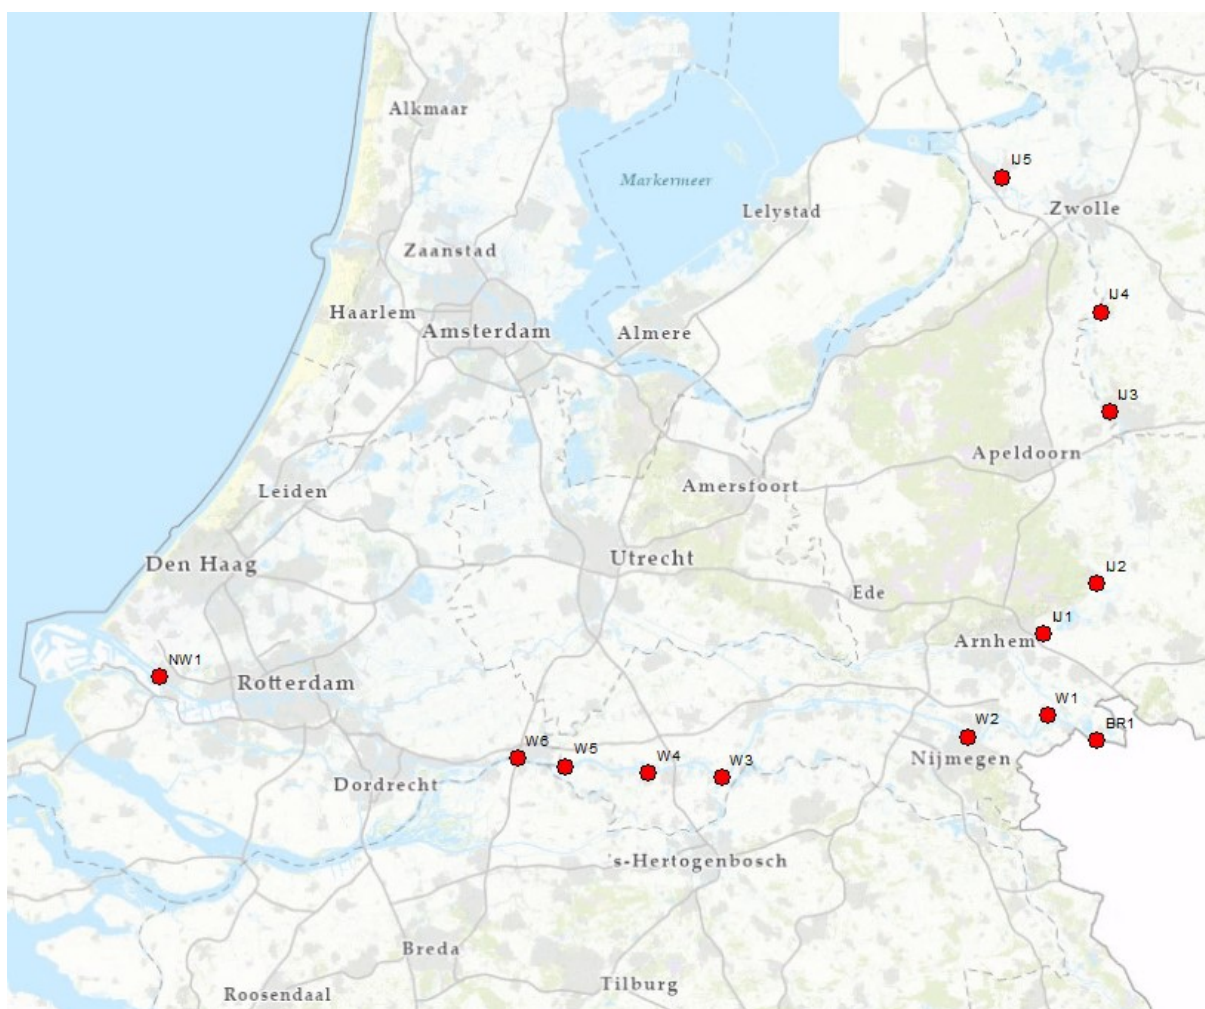 Alkmaar
IJ5
Markermeer
Lelystad
Zwolle
Zaanstad
IJ4
Haarlem
Amsterdam
Almere
IJ3
Apeldoorn
Leiden
Amersfoort
Den Haag
Utrecht
IJ2
Ede
IJ1
Arnhem
NW1
Rotterdam
W1
W2
BR1
W6
W5
W4
W3
Nijmegen
Dordrecht
's-Hertogenbosch
Breda
Tilburg
Roosendaal